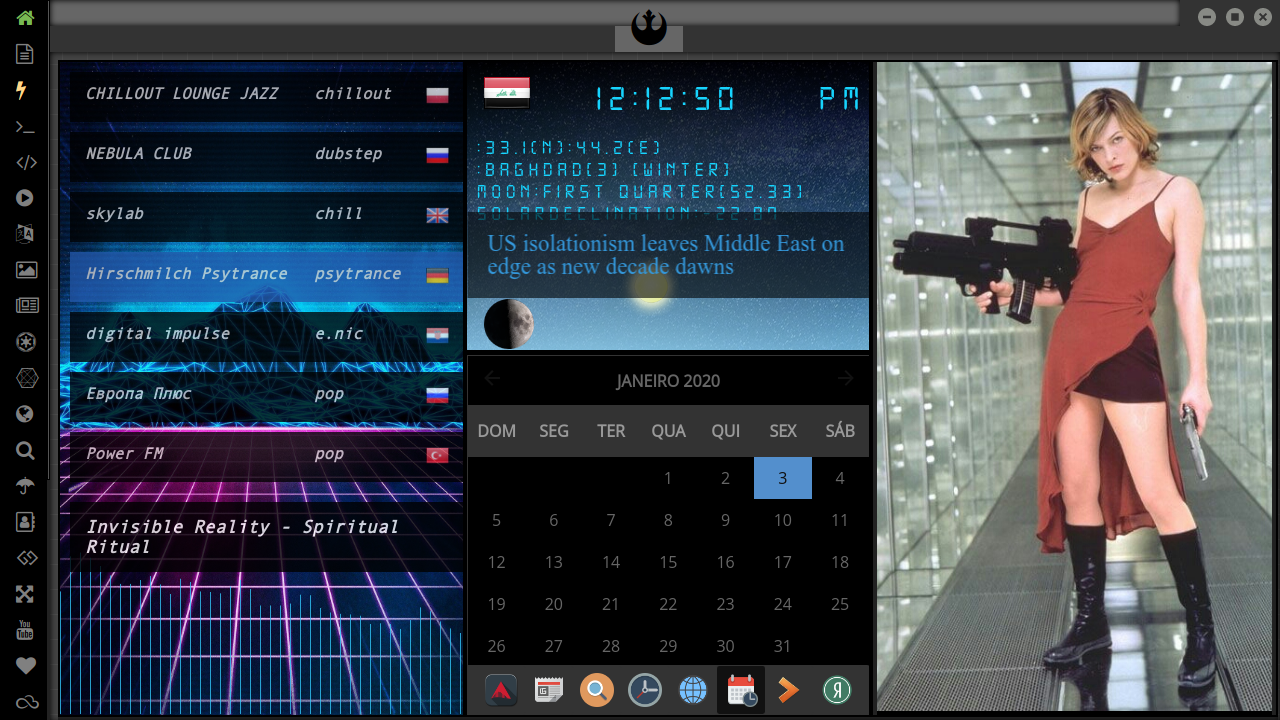 CHILLOUT LOUNGE JAZZ chillout
NEBULA CLUB dubstep
skylab chill
Hirschmilch Psytrance psytrance
digital impulse e.nic
Европа Плюс pop
Power FM pop
Invisible Reality - Spiritual
Ritual
12:12:50 PM
:33.1(N):44.2(E)
:BAGHDAD(3) (WINTER)
MOON:FIRST QUARTER(52.33)
SOLARDECLINATION:-22.80
US isolationism leaves Middle East on
edge as new decade dawns
JANEIRO 2020
DOM SEG TER QUA QUI SEX SÁB
1 2 3 4
5 6 7 8 9 10 11
12 13 14 15 16 17 18
19 20 21 22 23 24 25
26 27 28 29 30 31
You
Tube
Я